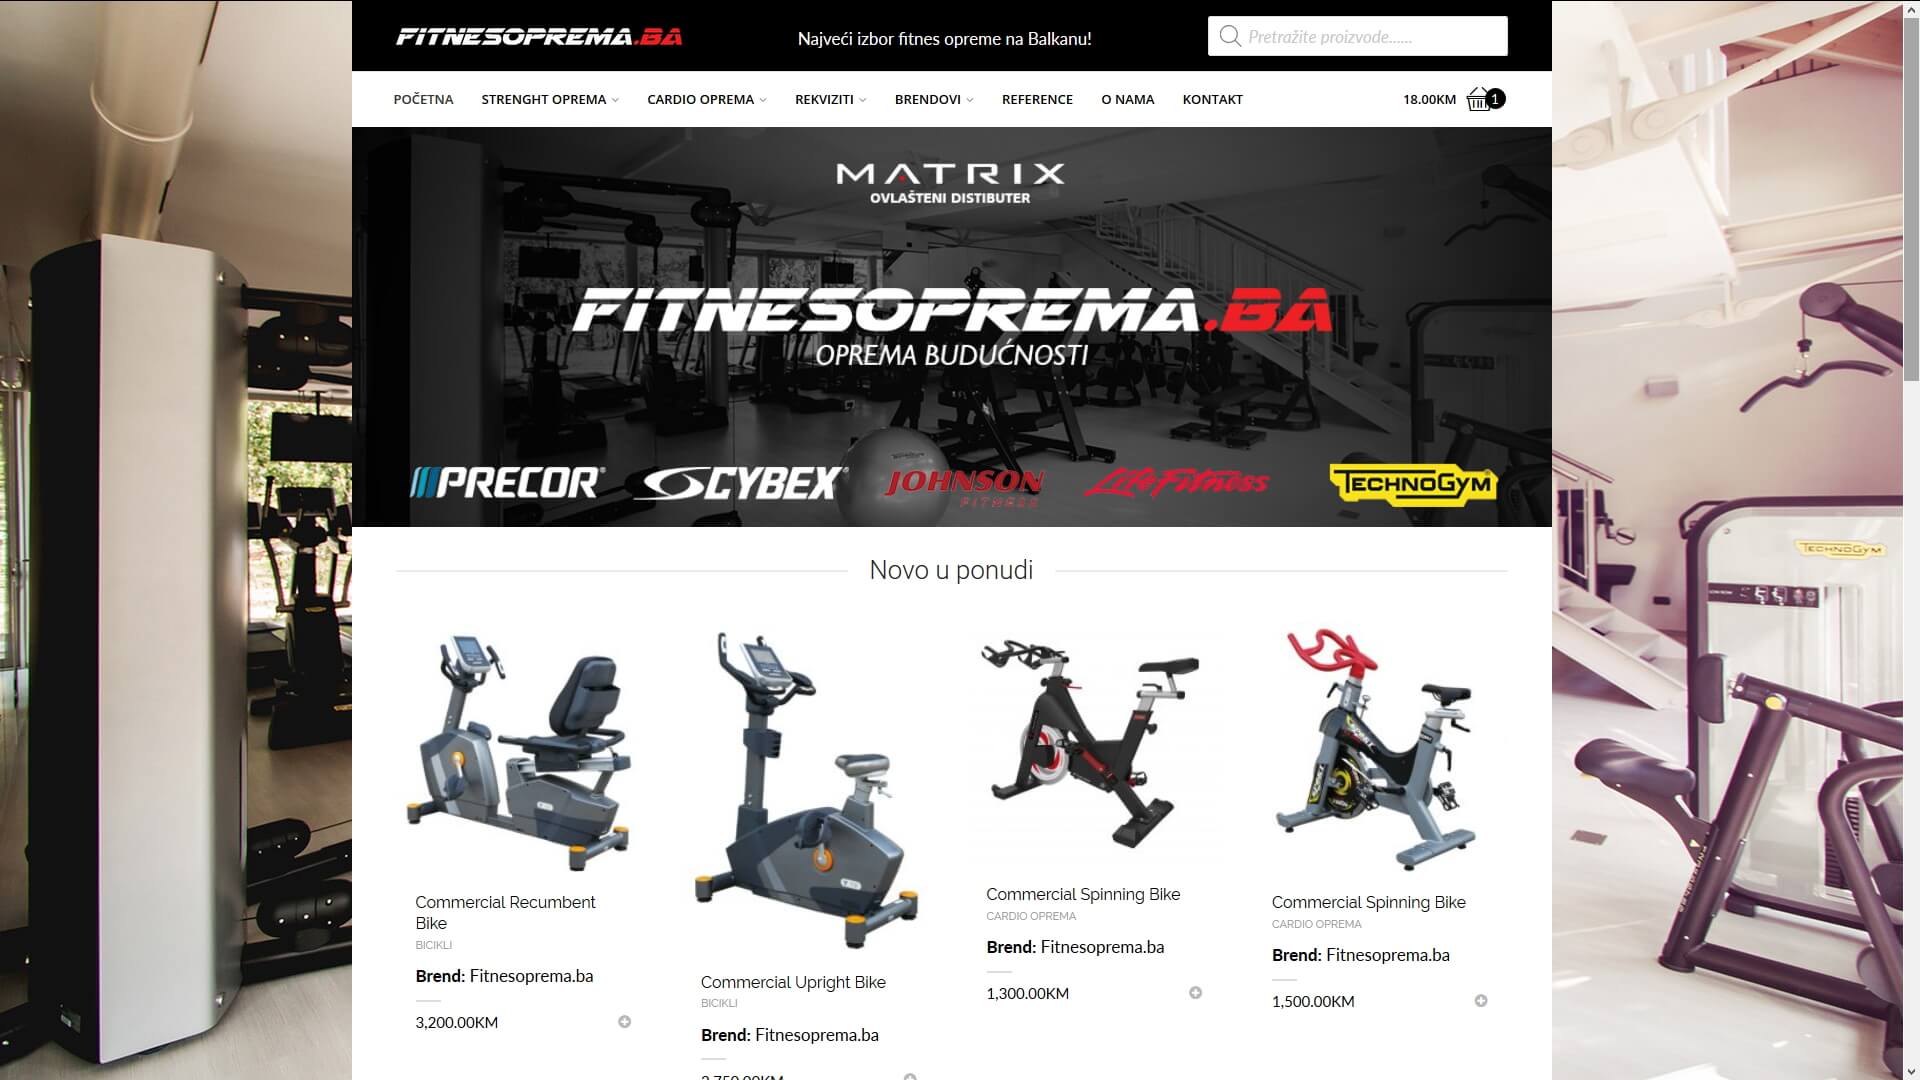 FITNESOPREMA.BA
Najveći izbor fitnes opreme na Balkanu!
Pretražite proizvode......
POČETNA
STRENGHT OPREMA
CARDIO OPREMA
REKVIZITI
BRENDOVI
REFERENCE
O NAMA
KONTAKT
18.00KM
1
MATRIX
OVLAŠTENI DISTIBUTER
FITNESOPREMA.BA
OPREMA BUDUĆNOSTI
PRECOR®
CYBEX®
JOHNSON
FITNESS
LifeFitness
TECHNOGYM
TECHNOGYM
Novo u ponudi
Commercial Recumbent
Bike
BICIKLI
Brend: Fitnesoprema.ba
3,200.00KM
Commercial Upright Bike
BICIKLI
Brend: Fitnesoprema.ba
Commercial Spinning Bike
CARDIO OPREMA
Brend: Fitnesoprema.ba
1,300.00KM
Commercial Spinning Bike
CARDIO OPREMA
Brend: Fitnesoprema.ba
1,500.00KM